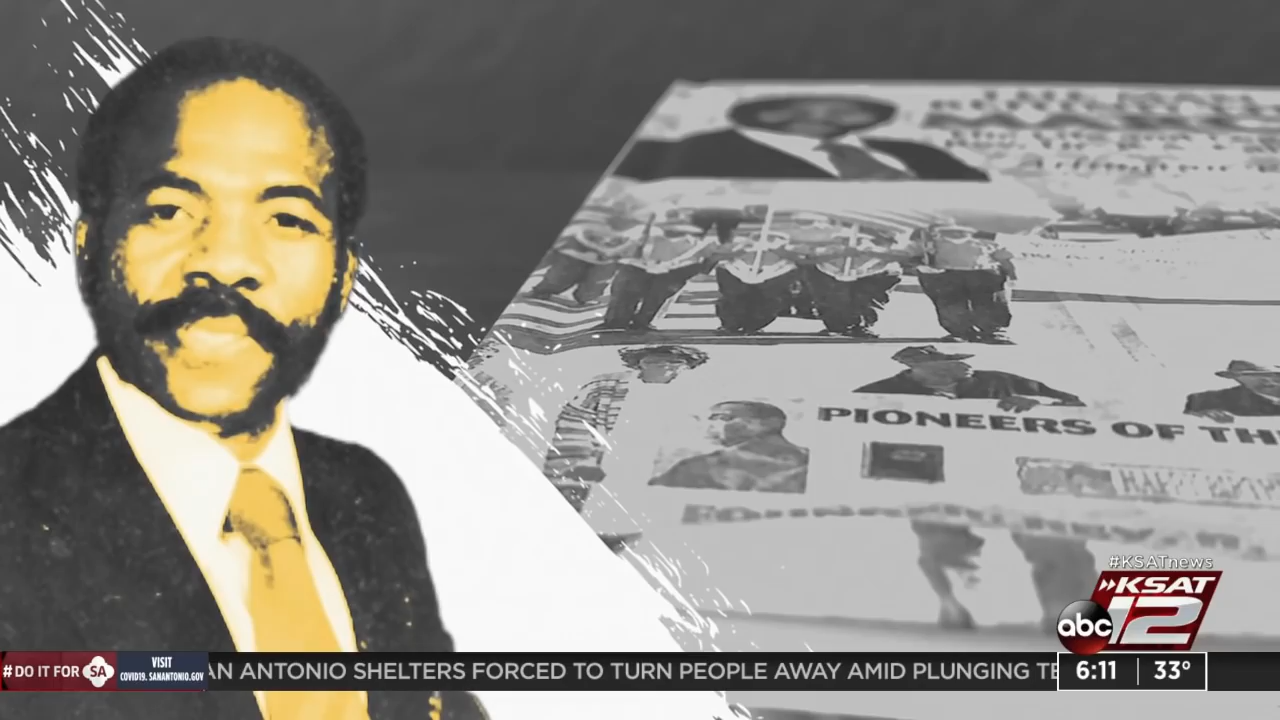 PIONEERS OF TH
#KSATnews
KSAT
abc 12
#DO IT FOR SA
VISIT
COVID19.SANANTONIO.GOV
AN ANTONIO SHELTERS FORCED TO TURN PEOPLE AWAY AMID PLUNGING TE
6:11 33°